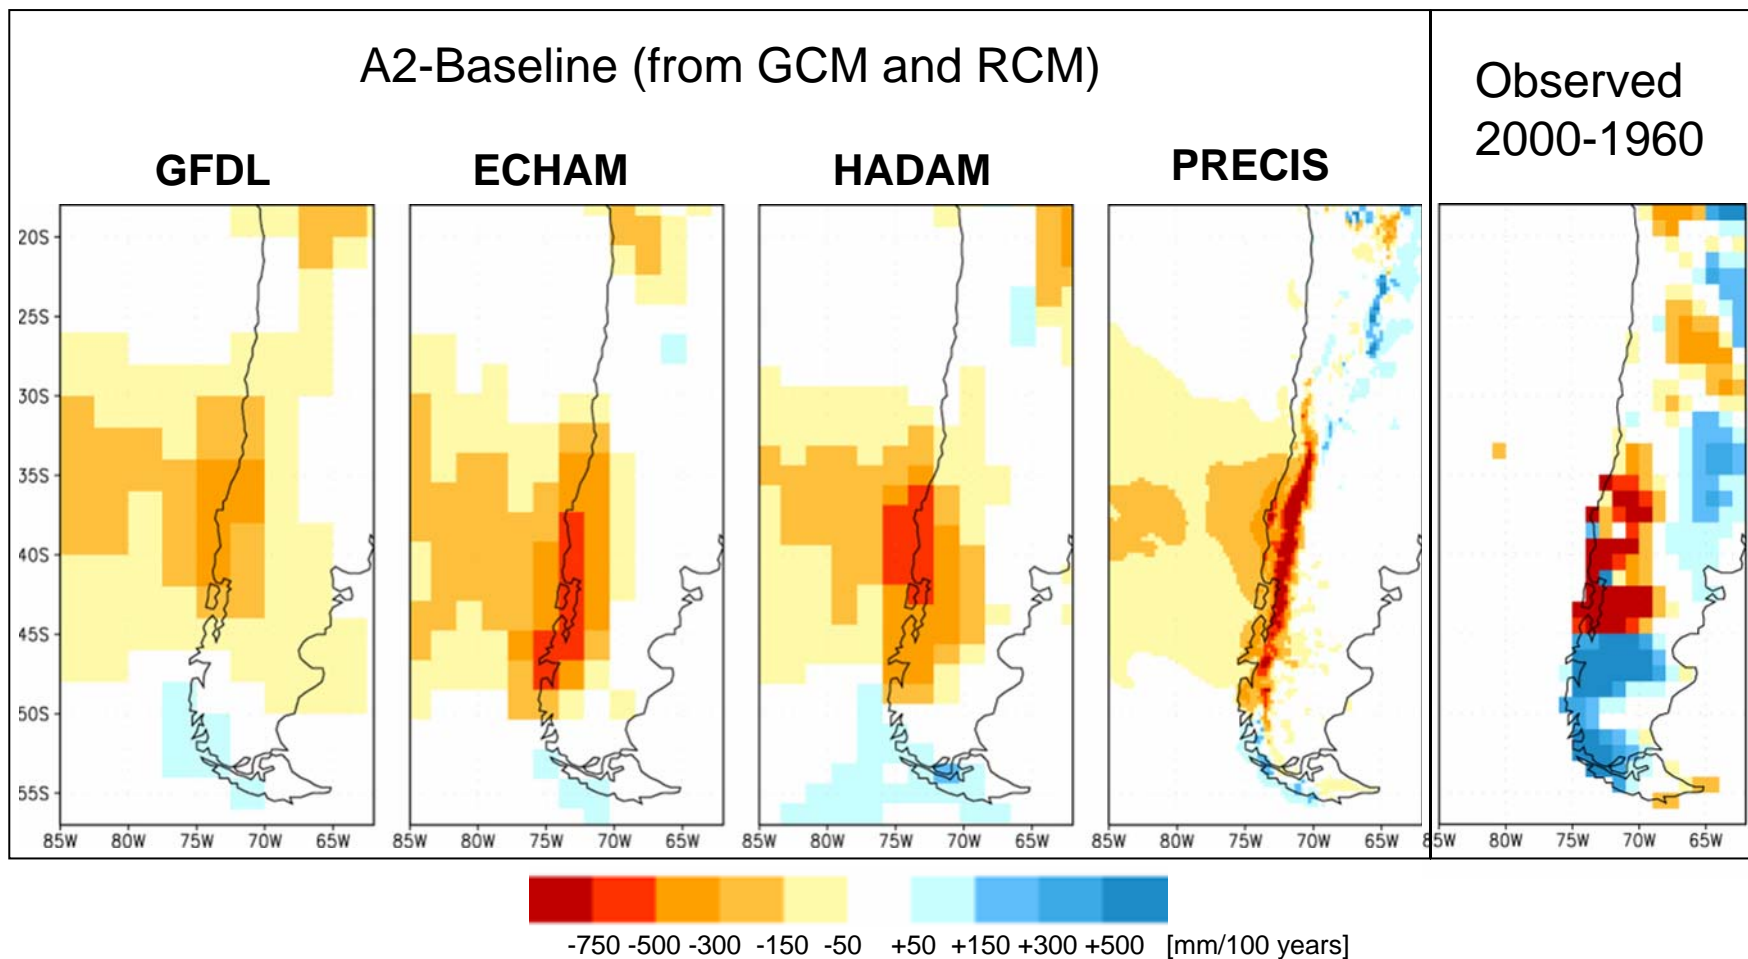 A2-Baseline (from GCM and RCM)
Observed
2000-1960
GFDL
ECHAM
HADAM
PRECIS
20S
25S
30S
35S
40S
45S
50S
55S
85W 80W 75W 70W 65W
85W 80W 75W 70W 65W
85W 80W 75W 70W 65W
85W 80W 75W 70W 65W
85W 80W 75W 70W 65W
-750 -500 -300 -150 -50 +50 +150 +300 +500 [mm/100 years]